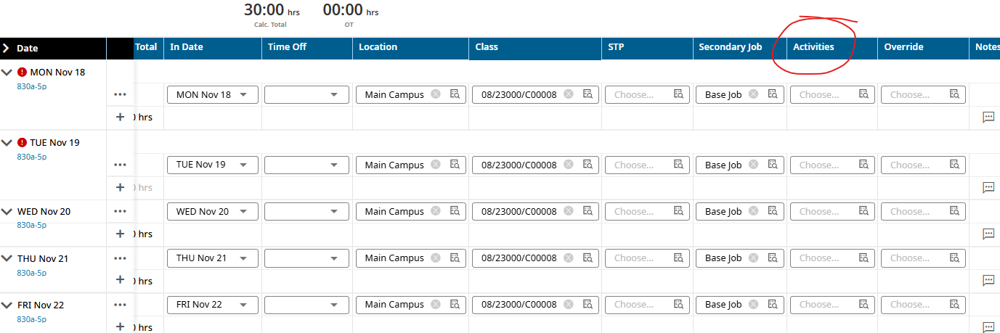 30:00 hrs 00:00 hrs
Calc. Total OT
Date Total In Date Time Off Location Class STP Secondary Job Activities Override Notes
MON Nov 18
830a-5p
MON Nov 18 Main Campus 08/23000/C00008 Choose... Base Job Choose... Choose...
0 hrs
TUE Nov 19
830a-5p
TUE Nov 19 Main Campus 08/23000/C00008 Choose... Base Job Choose... Choose...
0 hrs
WED Nov 20
WED Nov 20 Main Campus 08/23000/C00008 Choose... Base Job Choose... Choose...
830a-5p
0 hrs
THU Nov 21
THU Nov 21 Main Campus 08/23000/C00008 Choose... Base Job Choose... Choose...
830a-5p
0 hrs
FRI Nov 22
FRI Nov 22 Main Campus 08/23000/C00008 Choose... Base Job Choose... Choose...
830a-5p
0 hrs